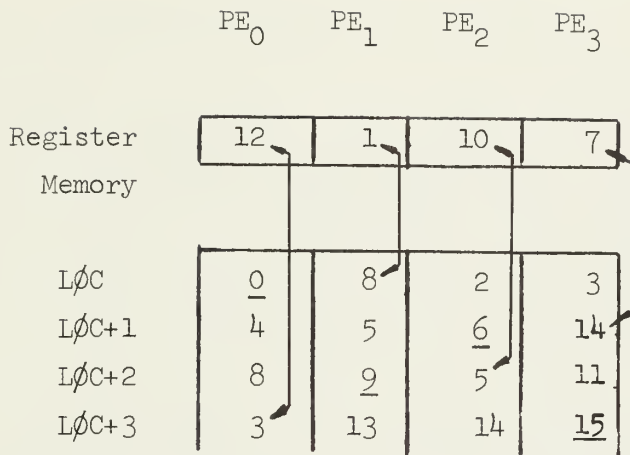 PE0 PE1 PE2 PE3
Register 12 1 10 7
Memory
LØC 0 8 2 3
LØC+1 4 5 6 14
LØC+2 8 9 5 11
LØC+3 3 13 14 15